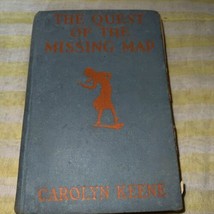 THE QUEST
OF THE
MISSING MAP
CAROLYN KEENE